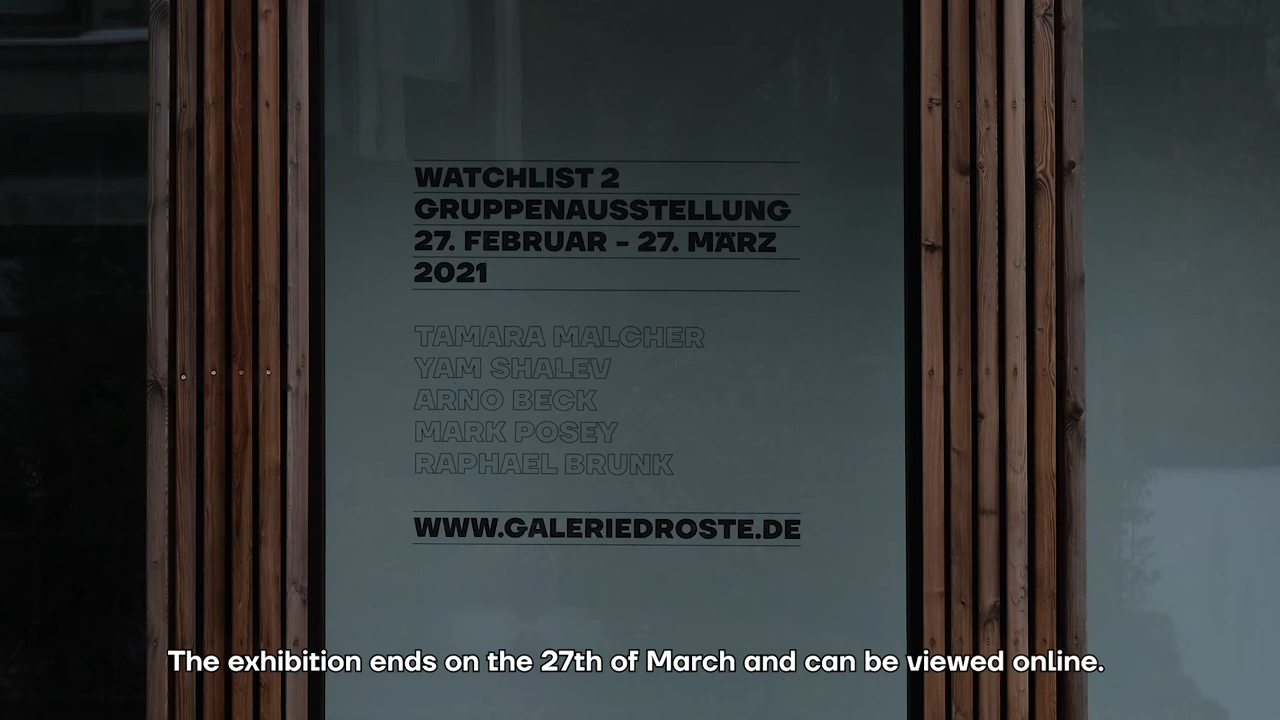 WATCHLIST 2
GRUPPENAUSSTELLUNG
27. FEBRUAR – 27. MÄRZ
2021
TAMARA MALCHER
YAM SHALEV
ARNO BECK
MARK POSEY
RAPHAEL BRUNK
WWW.GALERIEDROSTE.DE
The exhibition ends on the 27th of March and can be viewed online.